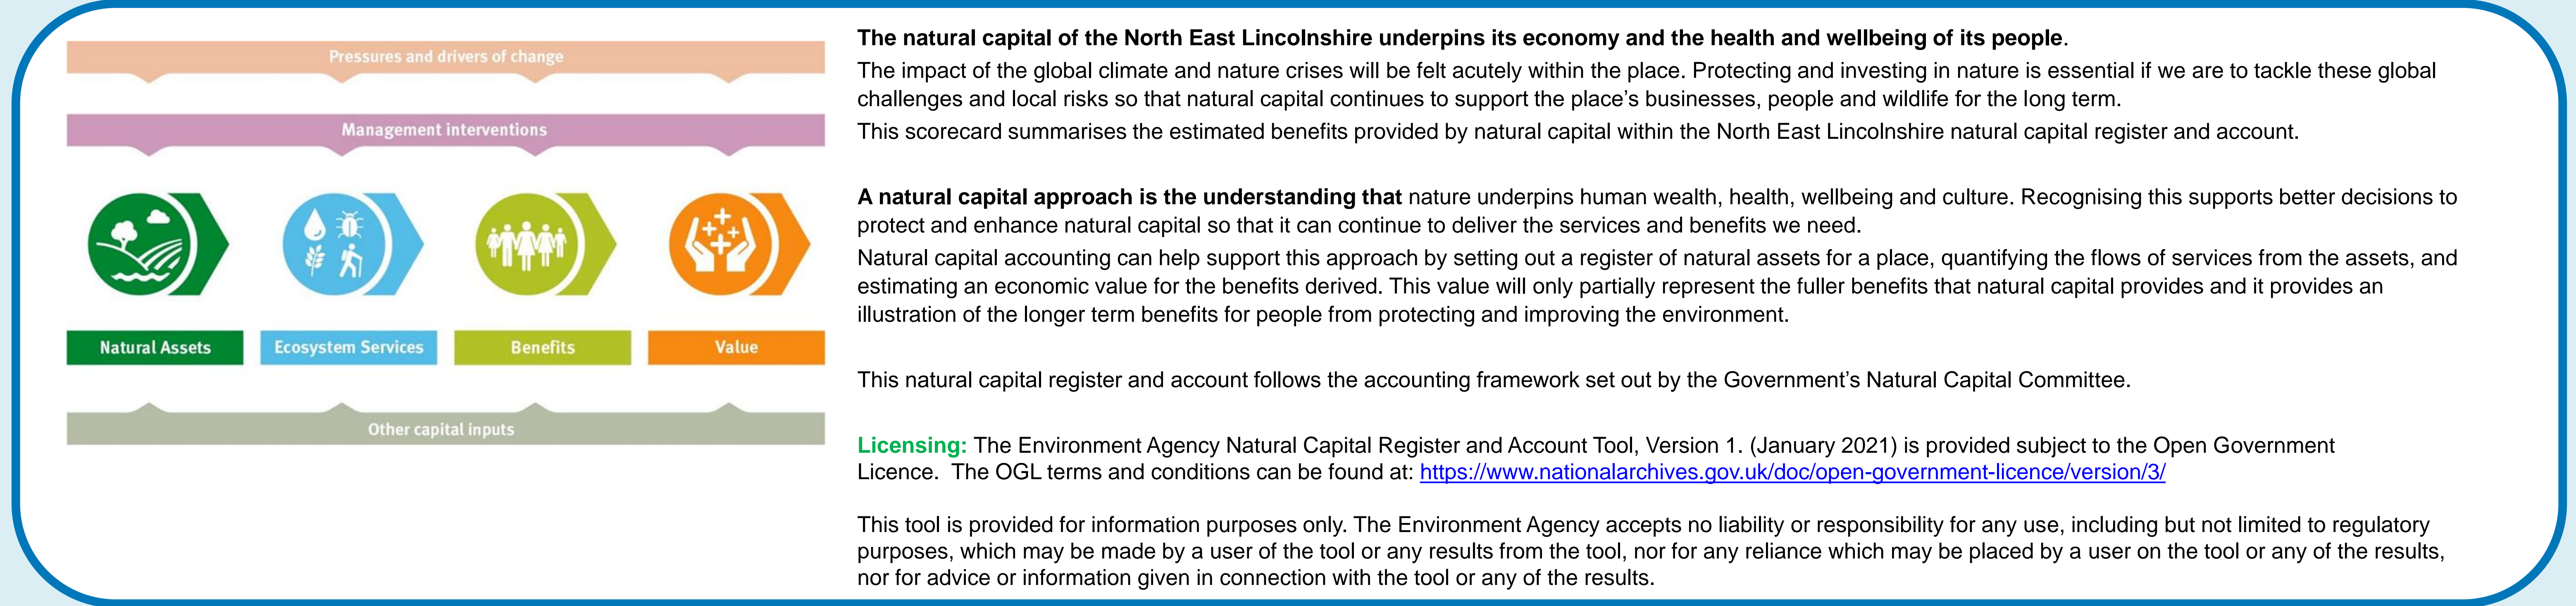 Pressures and drivers of change
Management interventions
Natural Assets
Ecosystem Services
Benefits
Value
Other capital inputs
The natural capital of the North East Lincolnshire underpins its economy and the health and wellbeing of its people.
The impact of the global climate and nature crises will be felt acutely within the place. Protecting and investing in nature is essential if we are to tackle these global
challenges and local risks so that natural capital continues to support the place’s businesses, people and wildlife for the long term.
This scorecard summarises the estimated benefits provided by natural capital within the North East Lincolnshire natural capital register and account.
A natural capital approach is the understanding that nature underpins human wealth, health, wellbeing and culture. Recognising this supports better decisions to
protect and enhance natural capital so that it can continue to deliver the services and benefits we need.
Natural capital accounting can help support this approach by setting out a register of natural assets for a place, quantifying the flows of services from the assets, and
estimating an economic value for the benefits derived. This value will only partially represent the fuller benefits that natural capital provides and it provides an
illustration of the longer term benefits for people from protecting and improving the environment.
This natural capital register and account follows the accounting framework set out by the Government’s Natural Capital Committee.
Licensing: The Environment Agency Natural Capital Register and Account Tool, Version 1. (January 2021) is provided subject to the Open Government
Licence.  The OGL terms and conditions can be found at: https://www.nationalarchives.gov.uk/doc/open-government-licence/version/3/
This tool is provided for information purposes only. The Environment Agency accepts no liability or responsibility for any use, including but not limited to regulatory
purposes, which may be made by a user of the tool or any results from the tool, nor for any reliance which may be placed by a user on the tool or any of the results,
nor for advice or information given in connection with the tool or any of the results.